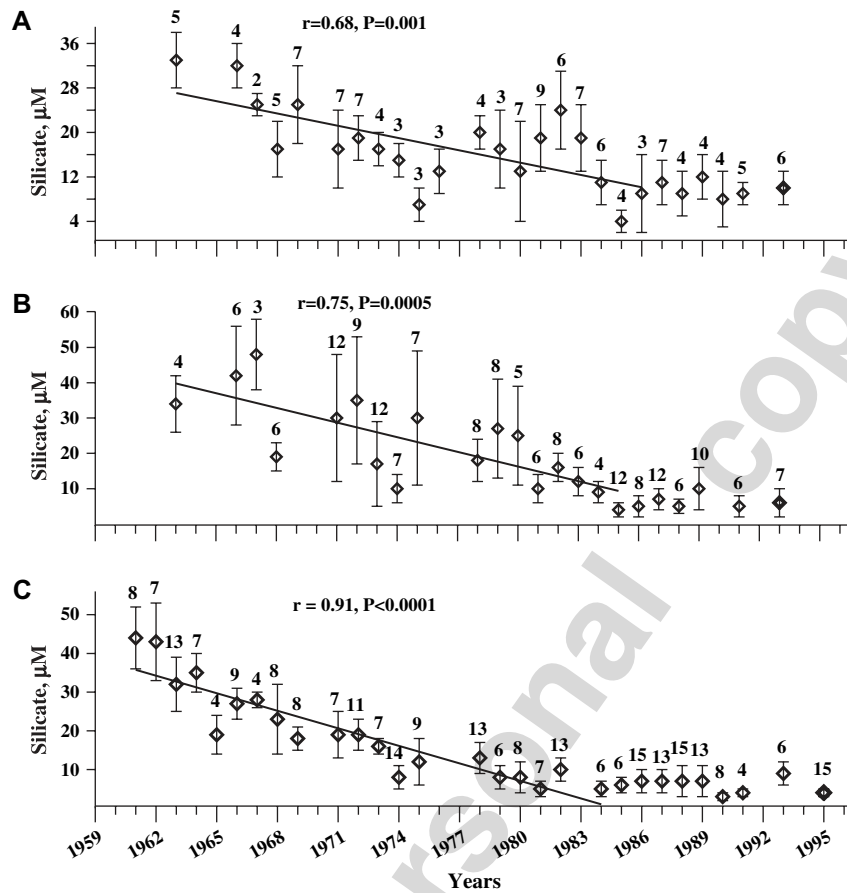 A
r=0.68, P=0.001
Silicate, µM
36
28
20
12
4
5 4 2 5 7 7 7 4 3 3 3 4 3 7 9 6 7 6 4 3 7 4 4 4 5 6
B
r=0.75, P=0.0005
Silicate, µM
60
50
40
30
20
10
4 6 3 6 12 9 12 7 7 8 8 5 6 8 6 4 12 8 12 6 10 6 7
C
r = 0.91, P<0.0001
Silicate, µM
50
40
30
20
10
8 7 13 7 4 9 4 8 8 7 11 7 14 9 13 6 8 7 13 6 6 15 13 15 13 8 4 6 15
1959 1962 1965 1968 1971 1974 1977 1980 1983 1986 1989 1992 1995
Years
rsonal copy